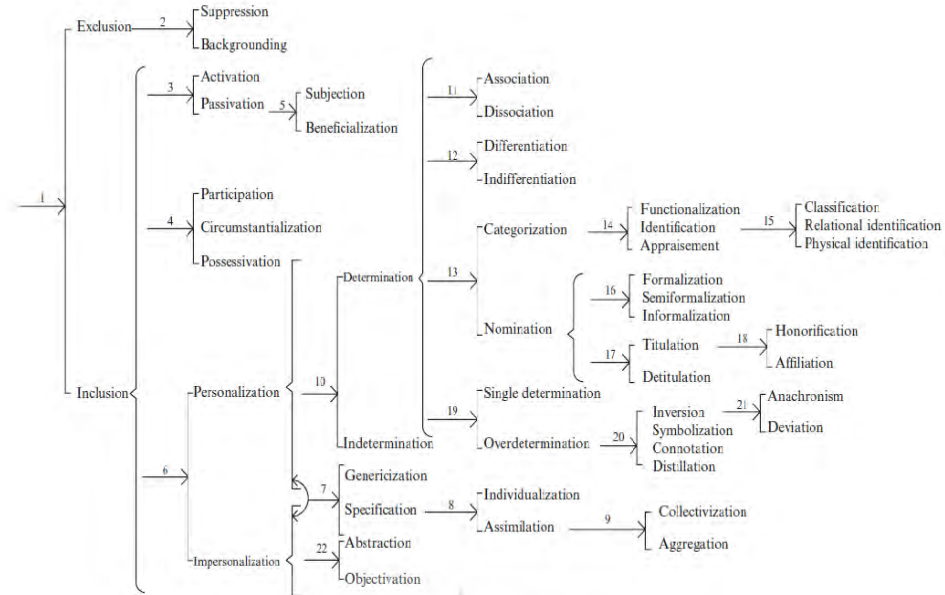 Suppression
Exclusion 2
Backgrounding
3 Activation
Passivation 5 Subjection
Beneficialization
11 Association
Dissociation
12 Differentiation
Indifferentiation
1
4 Participation
Circumstantialization
Possessivation
Determination 13
Categorization 14 Functionalization
Identification
Appraisement
15 Classification
Relational identification
Physical identification
Nomination
16 Formalization
Semiformalization
Informalization
17 Titulation 18 Honorification
Affiliation
Detitulation
Inclusion
6 Personalization 10
Indetermination
19 Single determination
Overdetermination 20 Inversion 21 Anachronism
Deviation
Symbolization
Connotation
Distillation
7 Genericization
Specification 8 Individualization
Assimilation 9 Collectivization
Aggregation
Impersonalization 22 Abstraction
Objectivation